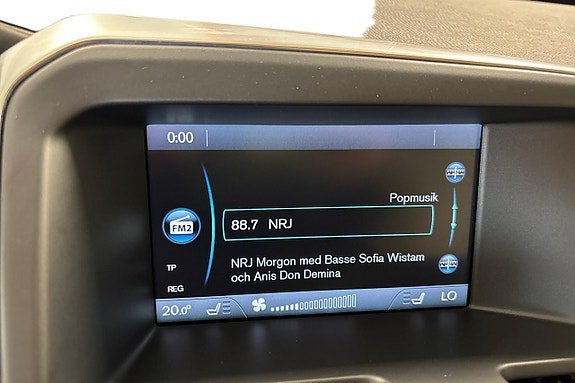 0:00
Popmusik
FM2
88.7 NRJ
TP
NRJ Morgon med Basse Sofia Wistam
och Anis Don Demina
REG
20.0° LO